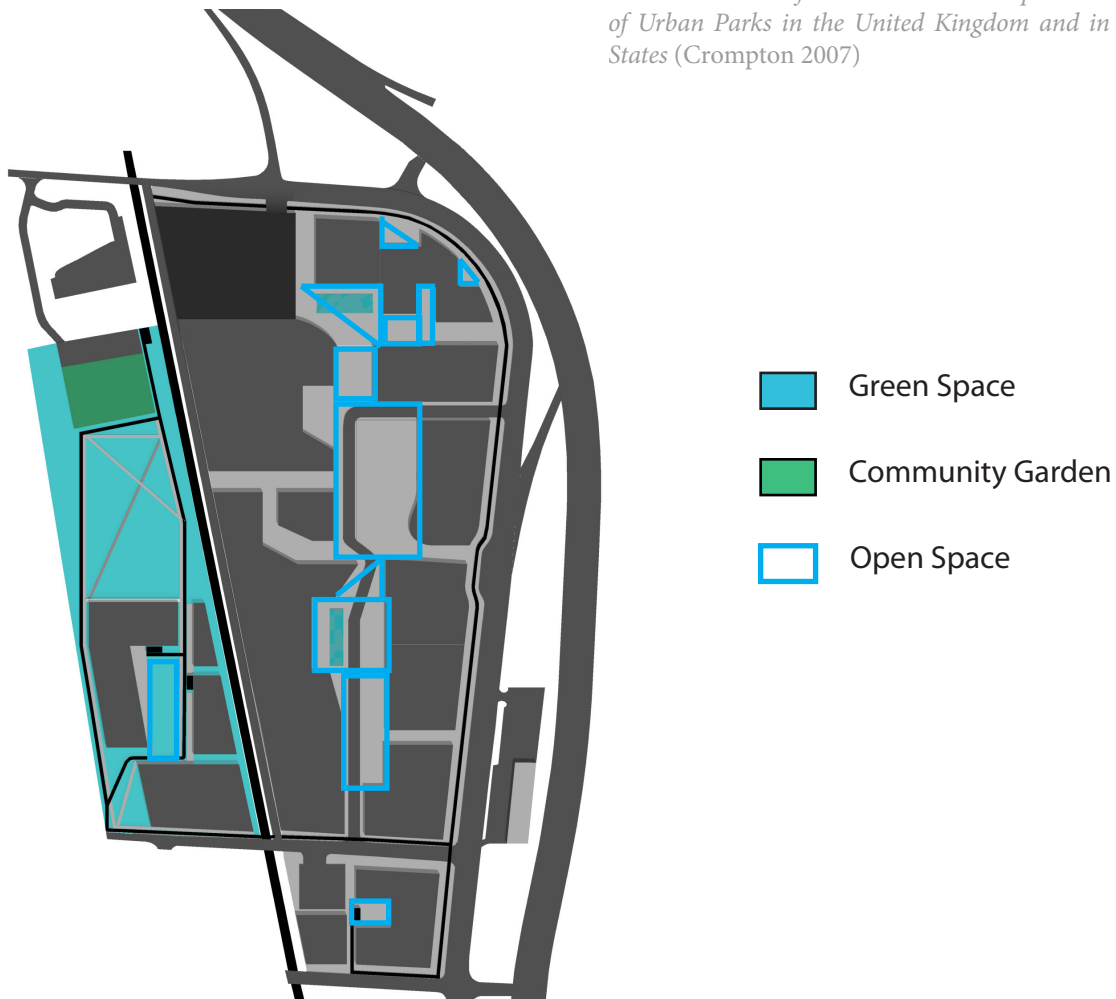 of Urban Parks in the United Kingdom and in
States (Crompton 2007)
Green Space
Community Garden
Open Space